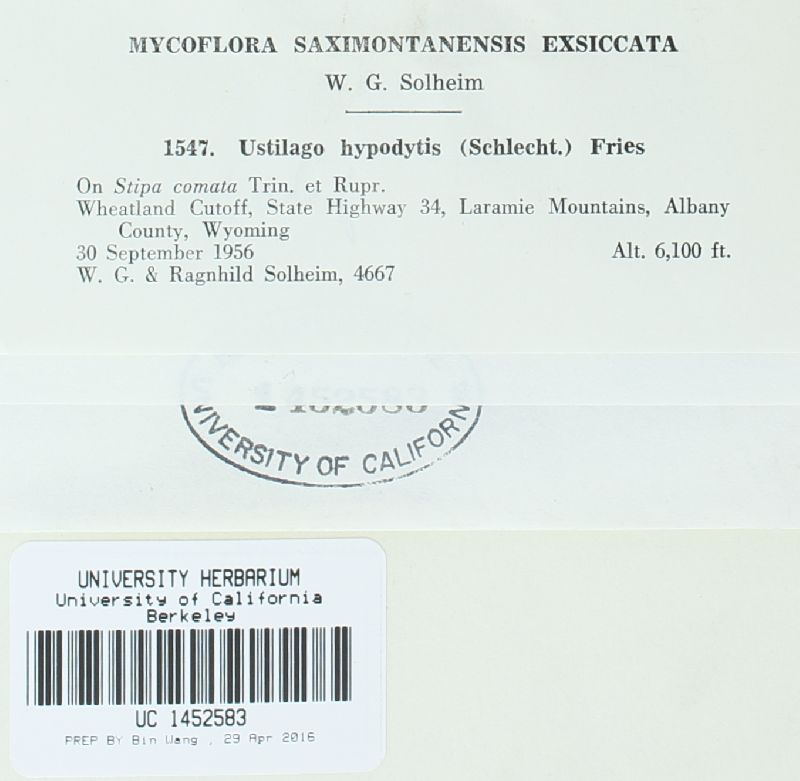 MYCOFLORA SAXIMONTANENSIS EXSICCATA
W. G. Solheim
1547. Ustilago hypodytis (Schlecht.) Fries
On Stipa comata Trin. et Rupr.
Wheatland Cutoff, State Highway 34, Laramie Mountains, Albany
County, Wyoming
30 September 1956 Alt. 6,100 ft.
W. G. & Ragnhild Solheim, 4667
1452583
IVERSITY OF CALIFORN
UNIVERSITY HERBARIUM
University of California
Berkeley
UC 1452583
PREP BY Bin Wang , 29 Apr 2016